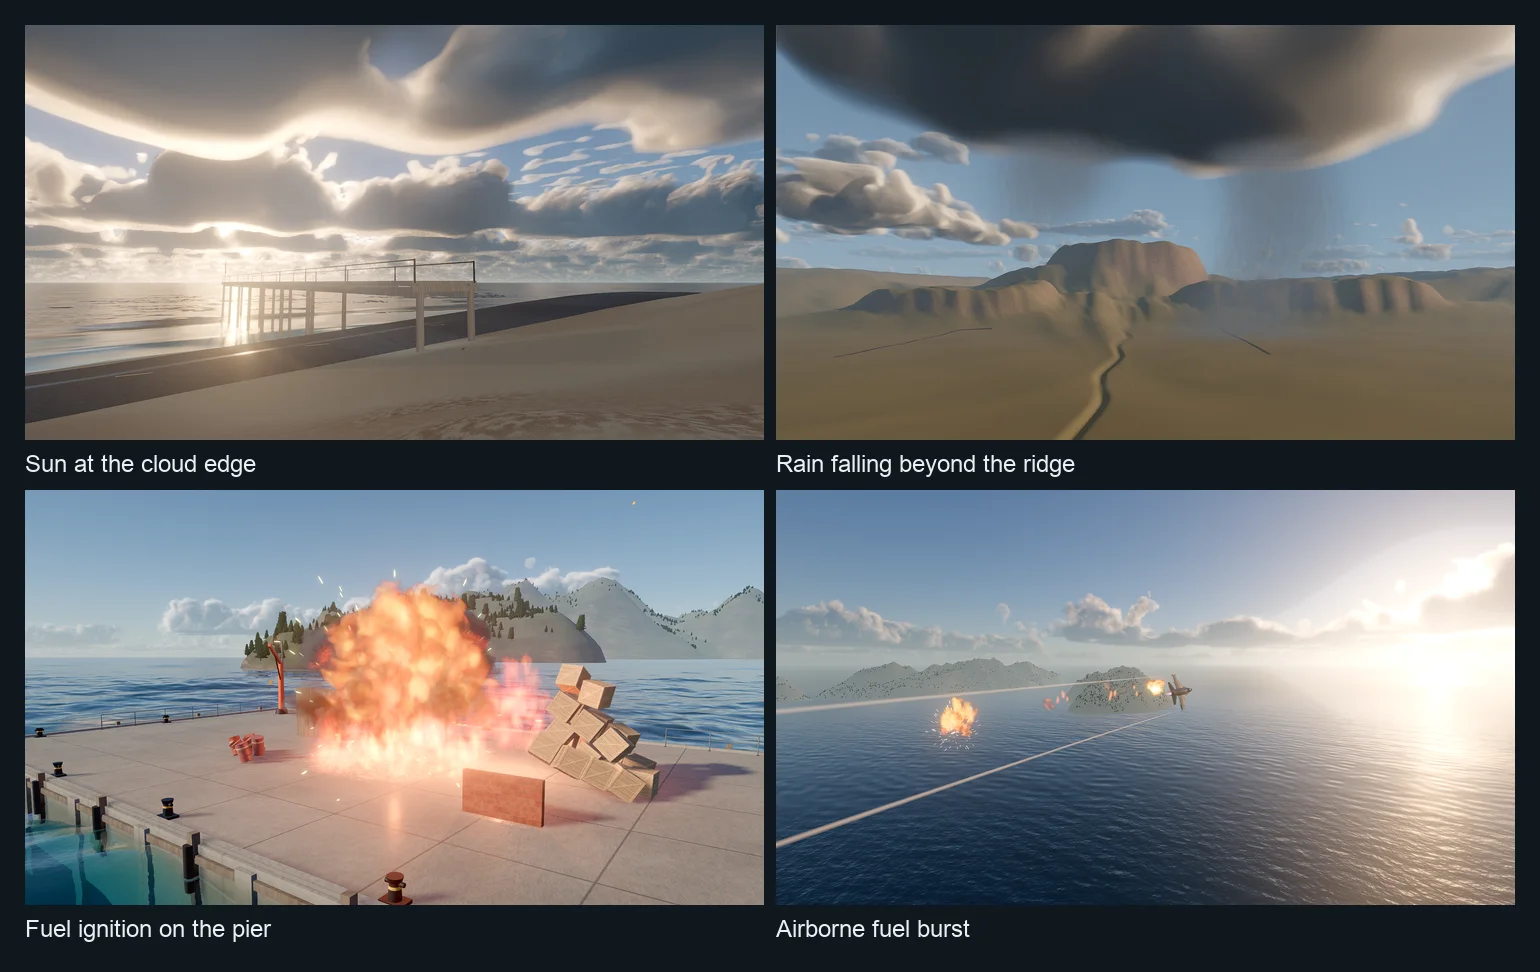 Sun at the cloud edge
Rain falling beyond the ridge
Fuel ignition on the pier
Airborne fuel burst